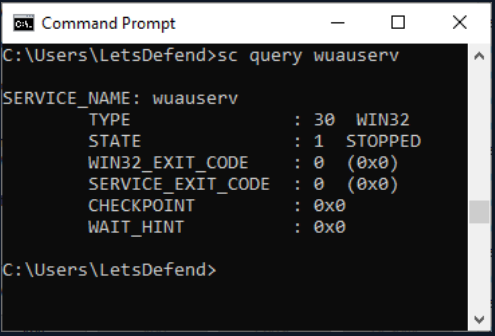 Command Prompt
C:\Users\LetsDefend>sc query wuauserv
SERVICE_NAME: wuauserv
TYPE : 30 WIN32
STATE : 1 STOPPED
WIN32_EXIT_CODE : 0 (0x0)
SERVICE_EXIT_CODE : 0 (0x0)
CHECKPOINT : 0x0
WAIT_HINT : 0x0
C:\Users\LetsDefend>